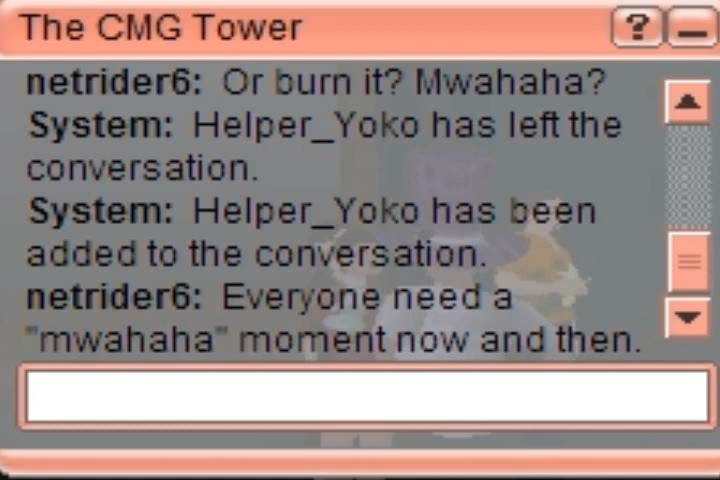 The CMG Tower
?
netrider6: Or burn it? Mwahaha?
System: Helper_Yoko has left the
conversation.
System: Helper_Yoko has been
added to the conversation.
netrider6: Everyone need a
"mwahaha" moment now and then.